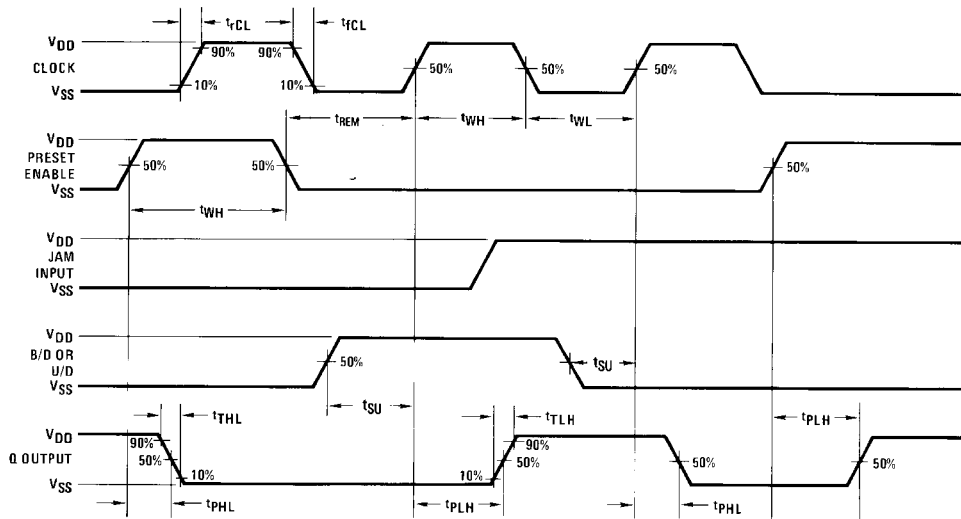 trCL tfCL
VDD
90% 90%
CLOCK 50% 50% 50%
10% 10%
VSS
tREM tWH tWL
VDD
PRESET
ENABLE 50% 50% 50%
VSS
tWH
VDD
JAM
INPUT
VSS
VDD
B/D OR 50% tSU
U/D
VSS
tSU
tTHL tTLH tPLH
VDD
90% 90%
Q OUTPUT 50% 50% 50% 50%
10% 10%
VSS
tPHL tPLH tPHL